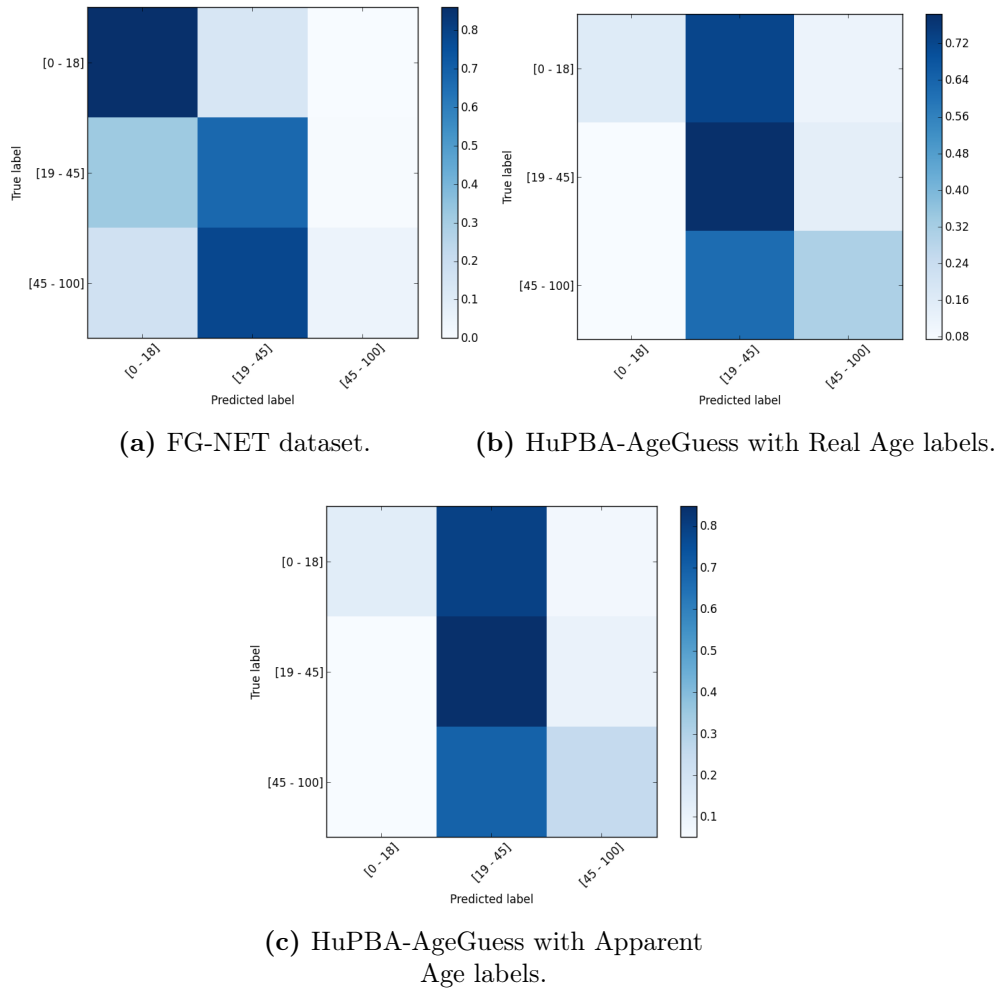 [0 - 18]
[19 - 45]
[45 - 100]
True label
[0 - 18]
[19 - 45]
[45 - 100]
Predicted label
0.8
0.7
0.6
0.5
0.4
0.3
0.2
0.1
0.0
(a) FG-NET dataset.
[0 - 18]
[19 - 45]
[45 - 100]
True label
[0 - 18]
[19 - 45]
[45 - 100]
Predicted label
0.72
0.64
0.56
0.48
0.40
0.32
0.24
0.16
0.08
(b) HuPBA-AgeGuess with Real Age labels.
[0 - 18]
[19 - 45]
[45 - 100]
True label
[0 - 18]
[19 - 45]
[45 - 100]
Predicted label
0.8
0.7
0.6
0.5
0.4
0.3
0.2
0.1
(c) HuPBA-AgeGuess with Apparent
Age labels.